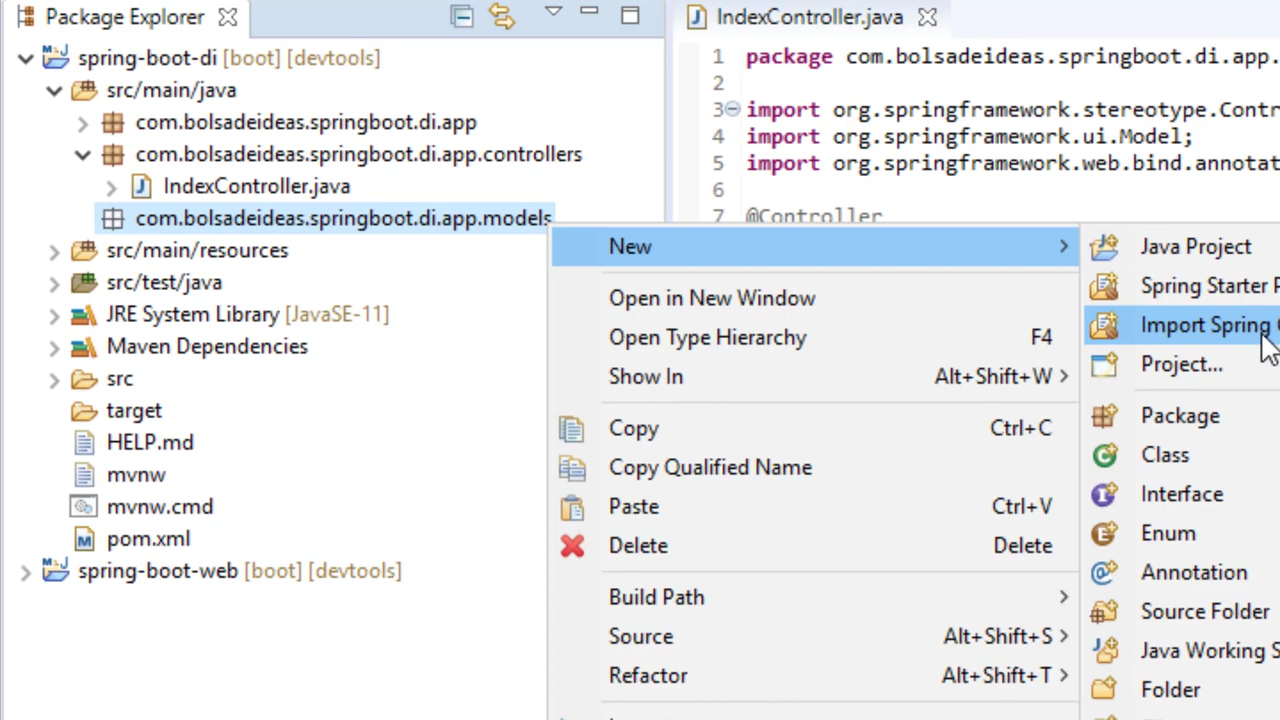 Package Explorer
spring-boot-di [boot] [devtools]
src/main/java
com.bolsadeideas.springboot.di.app
com.bolsadeideas.springboot.di.app.controllers
IndexController.java
com.bolsadeideas.springboot.di.app.models
src/main/resources
src/test/java
JRE System Library [JavaSE-11]
Maven Dependencies
src
target
HELP.md
mvnw
mvnw.cmd
pom.xml
spring-boot-web [boot] [devtools]
IndexController.java
1 package com.bolsadeideas.springboot.di.app.
2
3 import org.springframework.stereotype.Contr
4 import org.springframework.ui.Model;
5 import org.springframework.web.bind.annotat
6
7 @Controller
New
Open in New Window
Open Type Hierarchy F4
Show In Alt+Shift+W
Copy Ctrl+C
Copy Qualified Name
Paste Ctrl+V
Delete Delete
Build Path
Source Alt+Shift+S
Refactor Alt+Shift+T
Java Project
Spring Starter P
Import Spring
Project...
Package
Class
Interface
Enum
Annotation
Source Folder
Java Working S
Folder